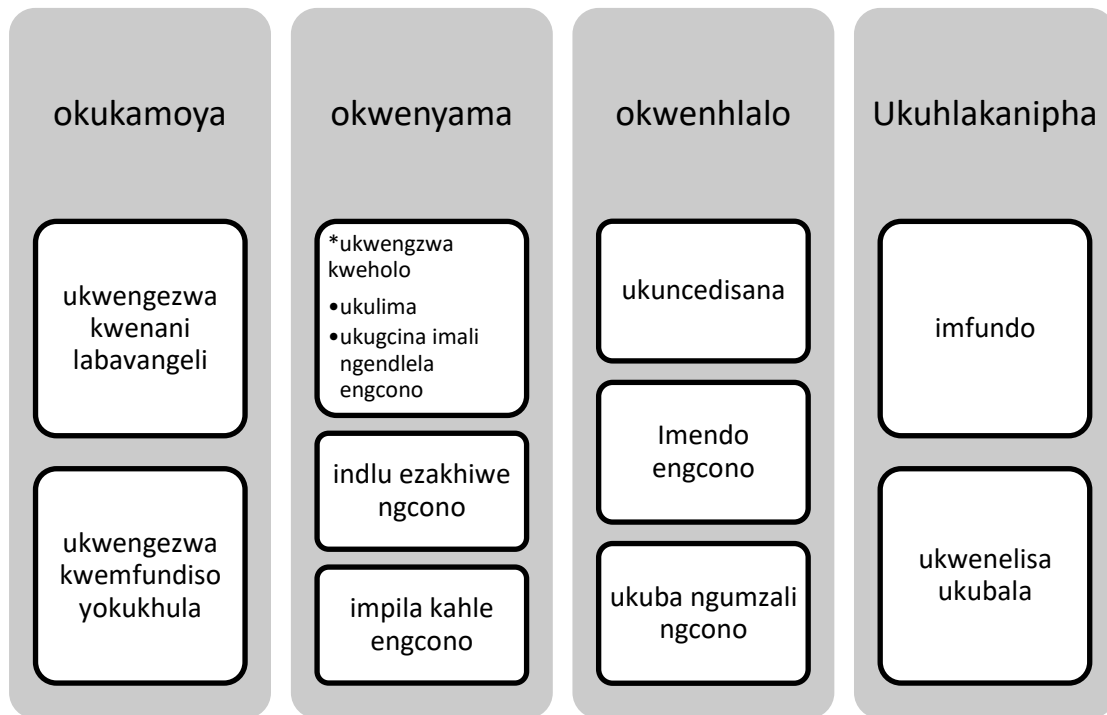 okukamoya
ukwengezwa
kwenani
labavangeli
ukwengezwa
kwemfundiso
yokukhula
okwenyama
*ukwengzwa
kweholo
•ukulima
•ukugcina imali
ngendlela
engcono
indlu ezakhiwe
ngcono
impila kahle
engcono
okwenhlalo
ukuncedisana
Imendo
engcono
ukuba ngumzali
ngcono
Ukuhlakanipha
imfundo
ukwenelisa
ukubala